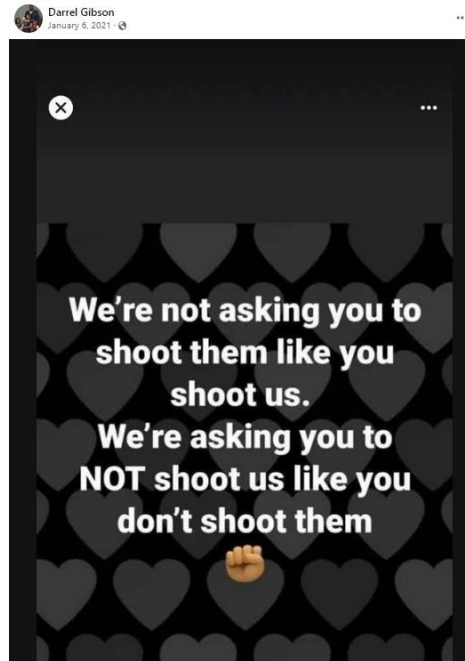 Darrel Gibson
January 6, 2021 ·
We're not asking you to
shoot them like you
shoot us.
We're asking you to
NOT shoot us like you
don't shoot them